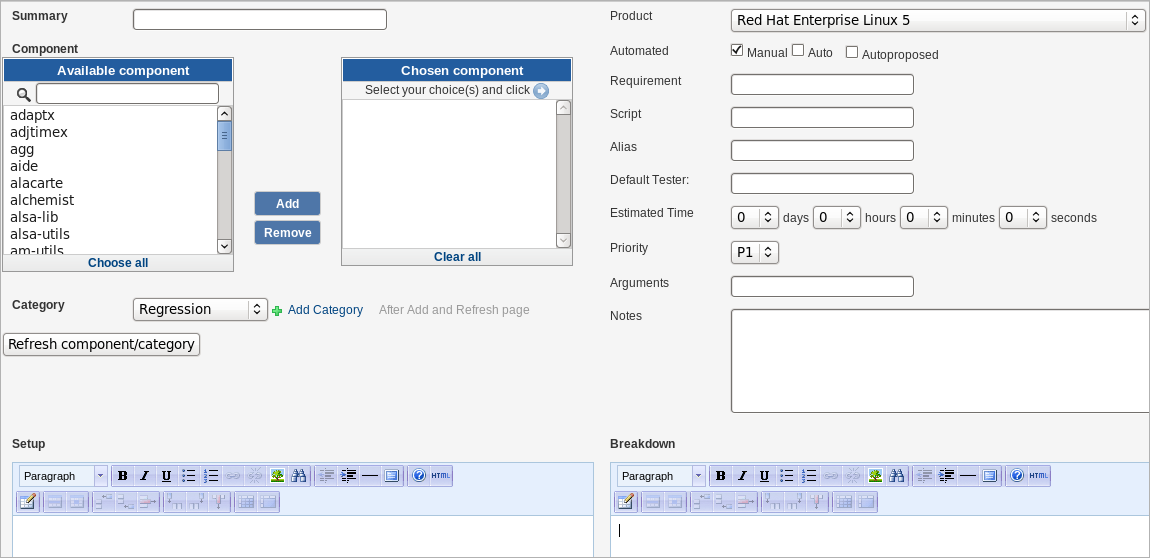 Summary
Component
Available component
adaptx
adjtimex
agg
aide
alacarte
alchemist
alsa-lib
alsa-utils
am-utils
Choose all
Add
Remove
Chosen component
Select your choice(s) and click
Clear all
Category Regression Add Category After Add and Refresh page
Refresh component/category
Product Red Hat Enterprise Linux 5
Automated Manual Auto Autoproposed
Requirement
Script
Alias
Default Tester:
Estimated Time 0 days 0 hours 0 minutes 0 seconds
Priority P1
Arguments
Notes
Setup
Paragraph B I U HTML
Breakdown
Paragraph B I U HTML